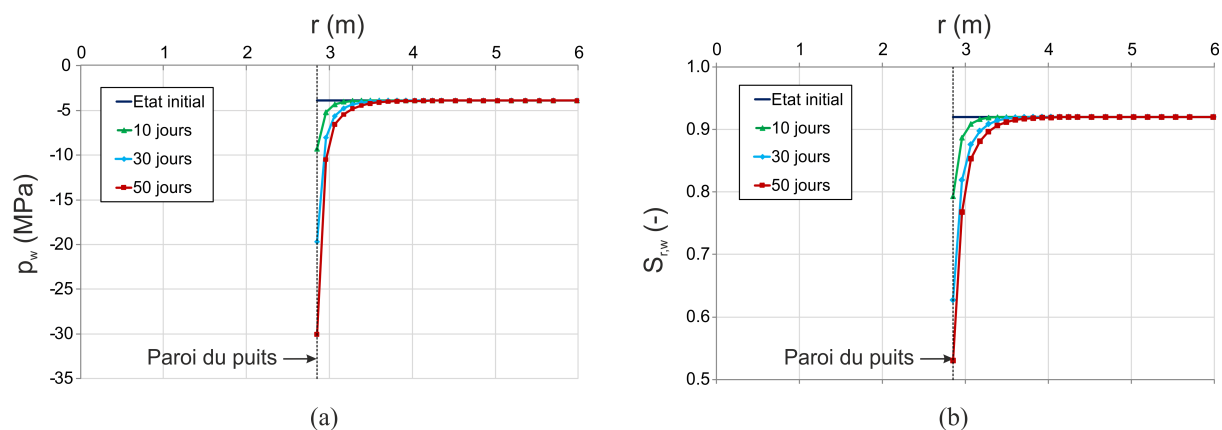 r (m)
0 1 2 3 4 5 6
0
-5
-10
-15
-20
-25
-30
-35
p_w (MPa)
Etat initial
10 jours
30 jours
50 jours
Paroi du puits
(a)
r (m)
0 1 2 3 4 5 6
1.0
0.9
0.8
0.7
0.6
0.5
S_r,w (-)
Etat initial
10 jours
30 jours
50 jours
Paroi du puits
(b)